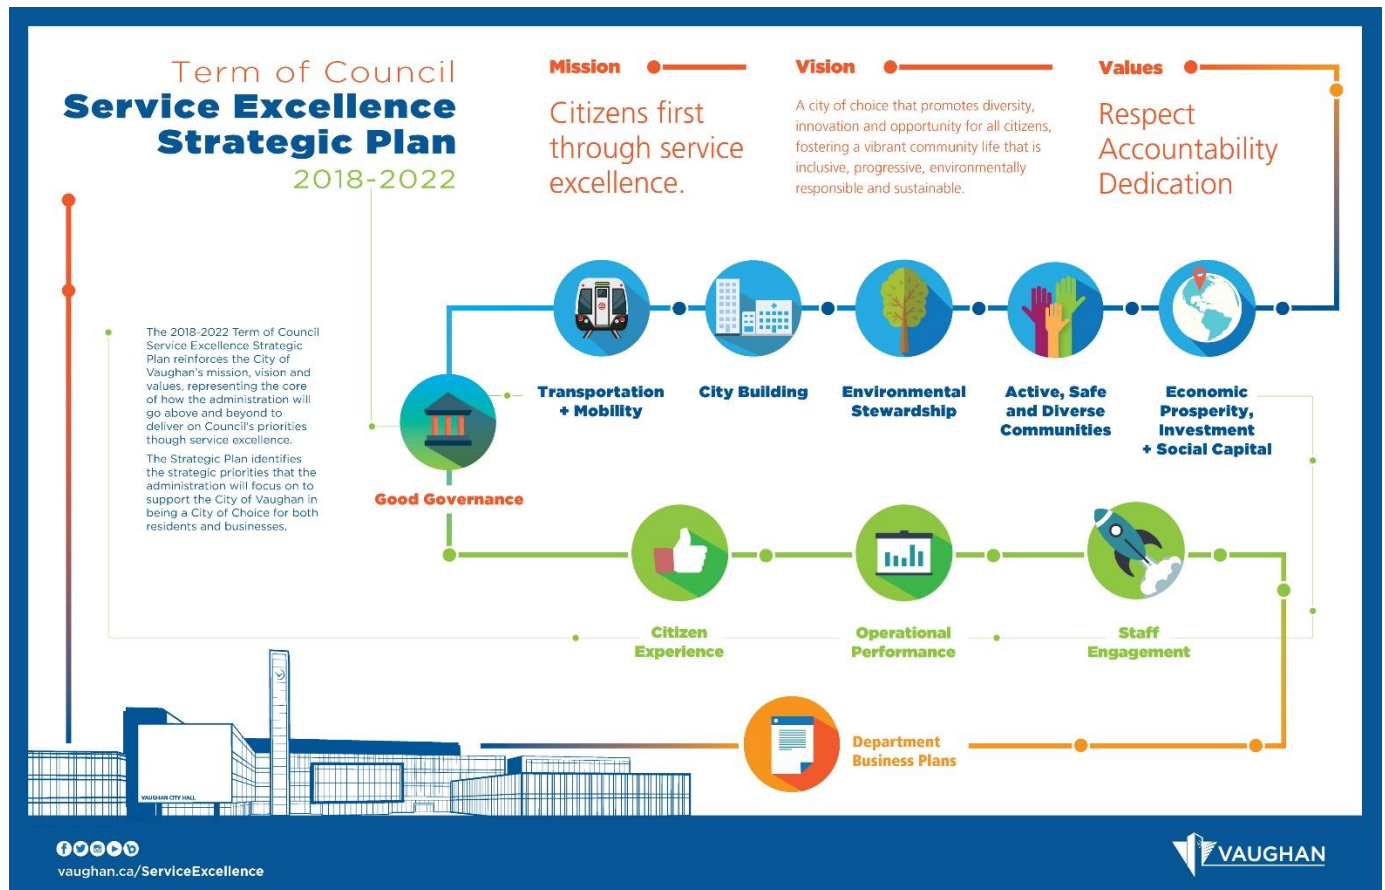 Term of Council
Service Excellence
Strategic Plan
2018-2022
Mission
Citizens first
through service
excellence.
Vision
A city of choice that promotes diversity,
innovation and opportunity for all citizens,
fostering a vibrant community life that is
inclusive, progressive, environmentally
responsible and sustainable.
Values
Respect
Accountability
Dedication
The 2018-2022 Term of Council
Service Excellence Strategic
Plan reinforces the City of
Vaughan's mission, vision and
values, representing the core
of how the administration will
go above and beyond to
deliver on Council's priorities
though service excellence.
The Strategic Plan identifies
the strategic priorities that the
administration will focus on to
support the City of Vaughan in
being a City of Choice for both
residents and businesses.
Good Governance
Transportation
+ Mobility
City Building
Environmental
Stewardship
Active, Safe
and Diverse
Communities
Economic
Prosperity,
Investment
+ Social Capital
Citizen
Experience
Operational
Performance
Staff
Engagement
Department
Business Plans
VAUGHAN CITY HALL
vaughan.ca/ServiceExcellence
VAUGHAN